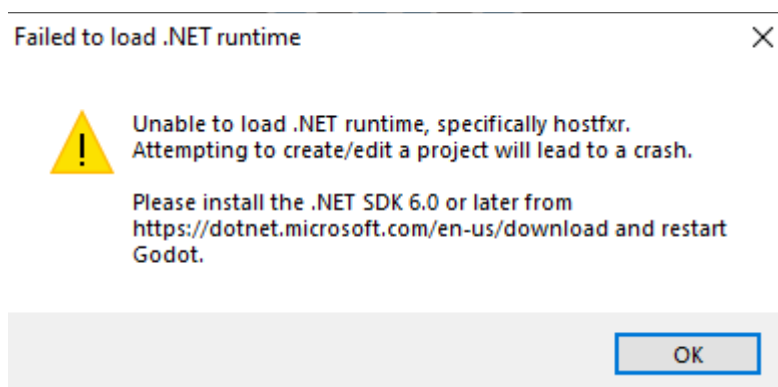 Failed to load .NET runtime
Unable to load .NET runtime, specifically hostfxr.
Attempting to create/edit a project will lead to a crash.
Please install the .NET SDK 6.0 or later from
https://dotnet.microsoft.com/en-us/download and restart
Godot.
OK